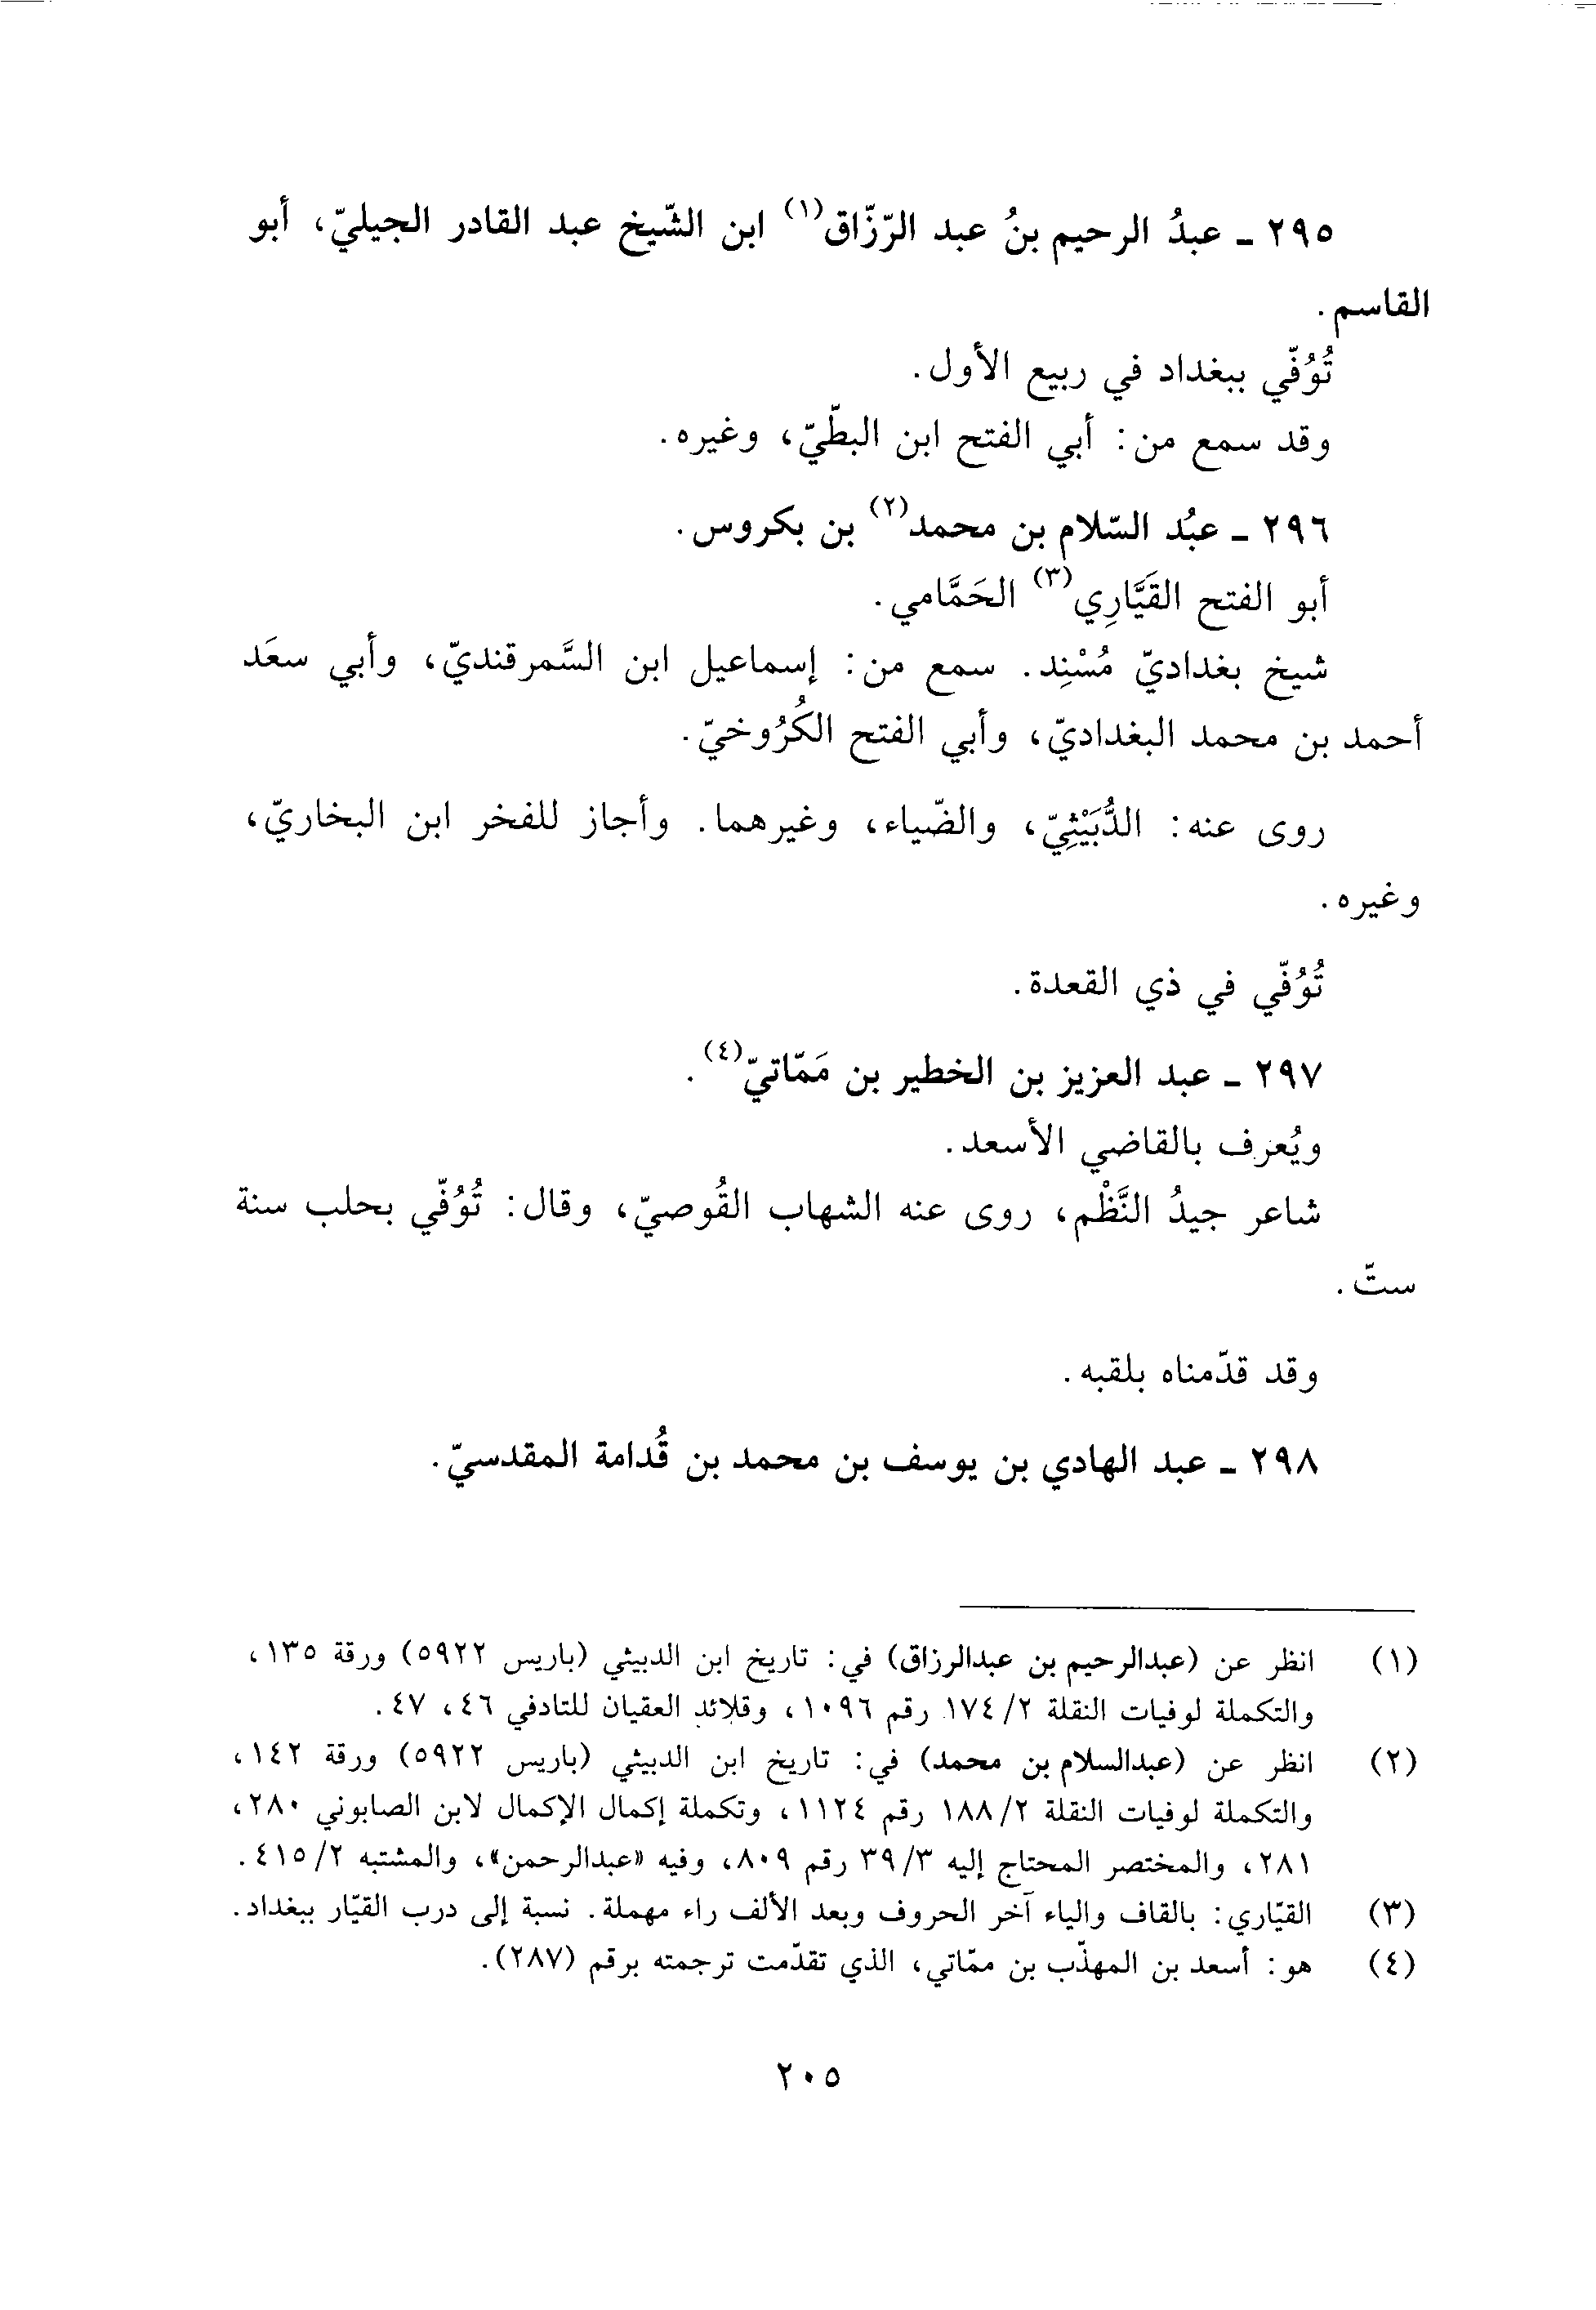 ٢٩٥ ـ عبدُ الرحيم بنُ عبد الرّزّاق(١) ابن الشّيخ عبد القادر الجيليّ، أبو
القاسم.
تُوُفّي ببغداد في ربيع الأول.
وقد سمع من: أبي الفتح ابن البطّيّ، وغيره.
٢٩٦ ـ عبُد السّلام بن محمد(٢) بن بكروس.
أبو الفتح القَيَّارِي(٣) الحَمَّامي.
شيخ بغداديّ مُسْنِد. سمع من: إسماعيل ابن السَّمرقنديّ، وأبي سعَد
أحمد بن محمد البغداديّ، وأبي الفتح الكُرُوخيّ.
روى عنه: الدُّبَيْثِيّ، والضّياء، وغيرهما. وأجاز للفخر ابن البخاريّ،
وغيره.
تُوُفّي في ذي القعدة.
٢٩٧ ـ عبد العزيز بن الخطير بن مَمّاتيّ(٤).
ويُعرف بالقاضي الأسعد.
شاعر جيدُ النَّظْم، روى عنه الشهاب القُوصيّ، وقال: تُوُفّي بحلب سنة
ستّ.
وقد قدّمناه بلقبه.
٢٩٨ ـ عبد الهادي بن يوسف بن محمد بن قُدامة المقدسيّ.
(١) انظر عن (عبدالرحيم بن عبدالرزاق) في: تاريخ ابن الدبيثي (باريس ٥٩٢٢) ورقة ١٣٥،
والتكملة لوفيات النقلة ٢/ ١٧٤ رقم ١٠٩٦، وقلائد العقيان للتادفي ٤٦، ٤٧.
(٢) انظر عن (عبدالسلام بن محمد) في: تاريخ ابن الدبيثي (باريس ٥٩٢٢) ورقة ١٤٢،
والتكملة لوفيات النقلة ٢/ ١٨٨ رقم ١١٢٤، وتكملة إكمال الإكمال لابن الصابوني ٢٨٠،
٢٨١، والمختصر المحتاج إليه ٣/ ٣٩ رقم ٨٠٩، وفيه «عبدالرحمن»، والمشتبه ٢/ ٤١٥.
(٣) القيّاري: بالقاف والياء آخر الحروف وبعد الألف راء مهملة. نسبة إلى درب القيّار ببغداد.
(٤) هو: أسعد بن المهذّب بن ممّاتي، الذي تقدّمت ترجمته برقم (٢٨٧).
٢٠٥